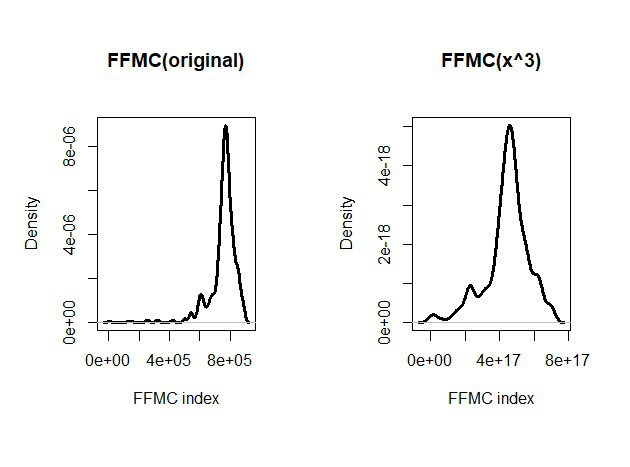 FFMC(original)
Density
8e-06
4e-06
0e+00
0e+00 4e+05 8e+05
FFMC index
FFMC(x^3)
Density
4e-18
2e-18
0e+00
0e+00 4e+17 8e+17
FFMC index